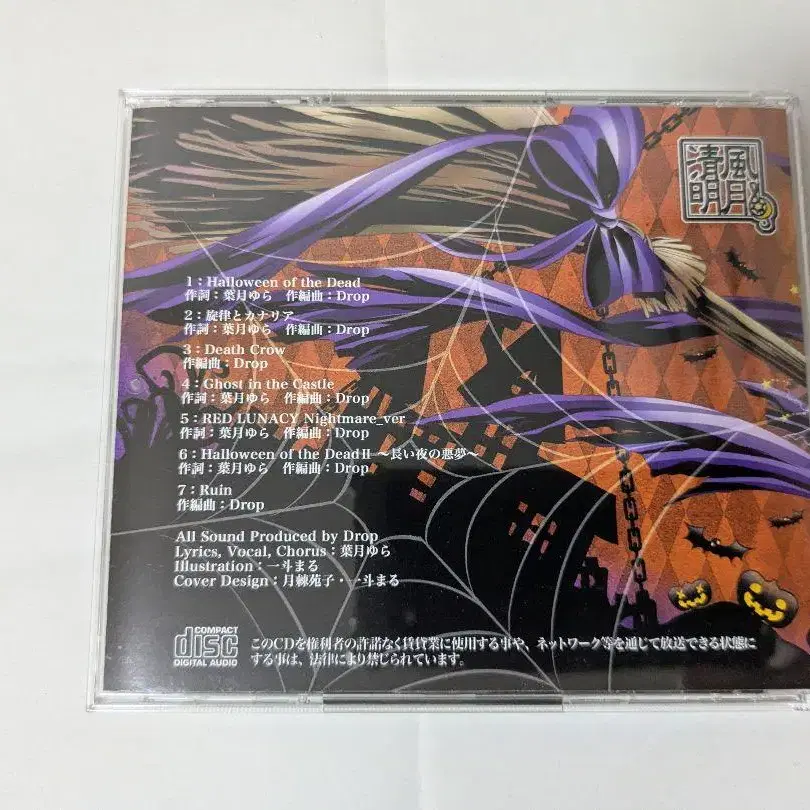 清風明月
1：Halloween of the Dead
作詞：葉月ゆら　作編曲：Drop
2：旋律とカナリア
作詞：葉月ゆら　作編曲：Drop
3：Death Crow
作編曲：Drop
4：Ghost in the Castle
作詞：葉月ゆら　作編曲：Drop
5：RED LUNACY Nightmare_ver
作詞：葉月ゆら　作編曲：Drop
6：Halloween of the DeadⅡ ～長い夜の悪夢～
作詞：葉月ゆら　作編曲：Drop
7：Ruin
作編曲：Drop
All Sound Produced by Drop
Lyrics, Vocal, Chorus：葉月ゆら
Illustration：一斗まる
Cover Design：月棘苑子・一斗まる
COMPACT
disc
DIGITAL AUDIO
このCDを権利者の許諾なく賃貸業に使用する事や、ネットワーク等を通じて放送できる状態に
する事は、法律により禁じられています。